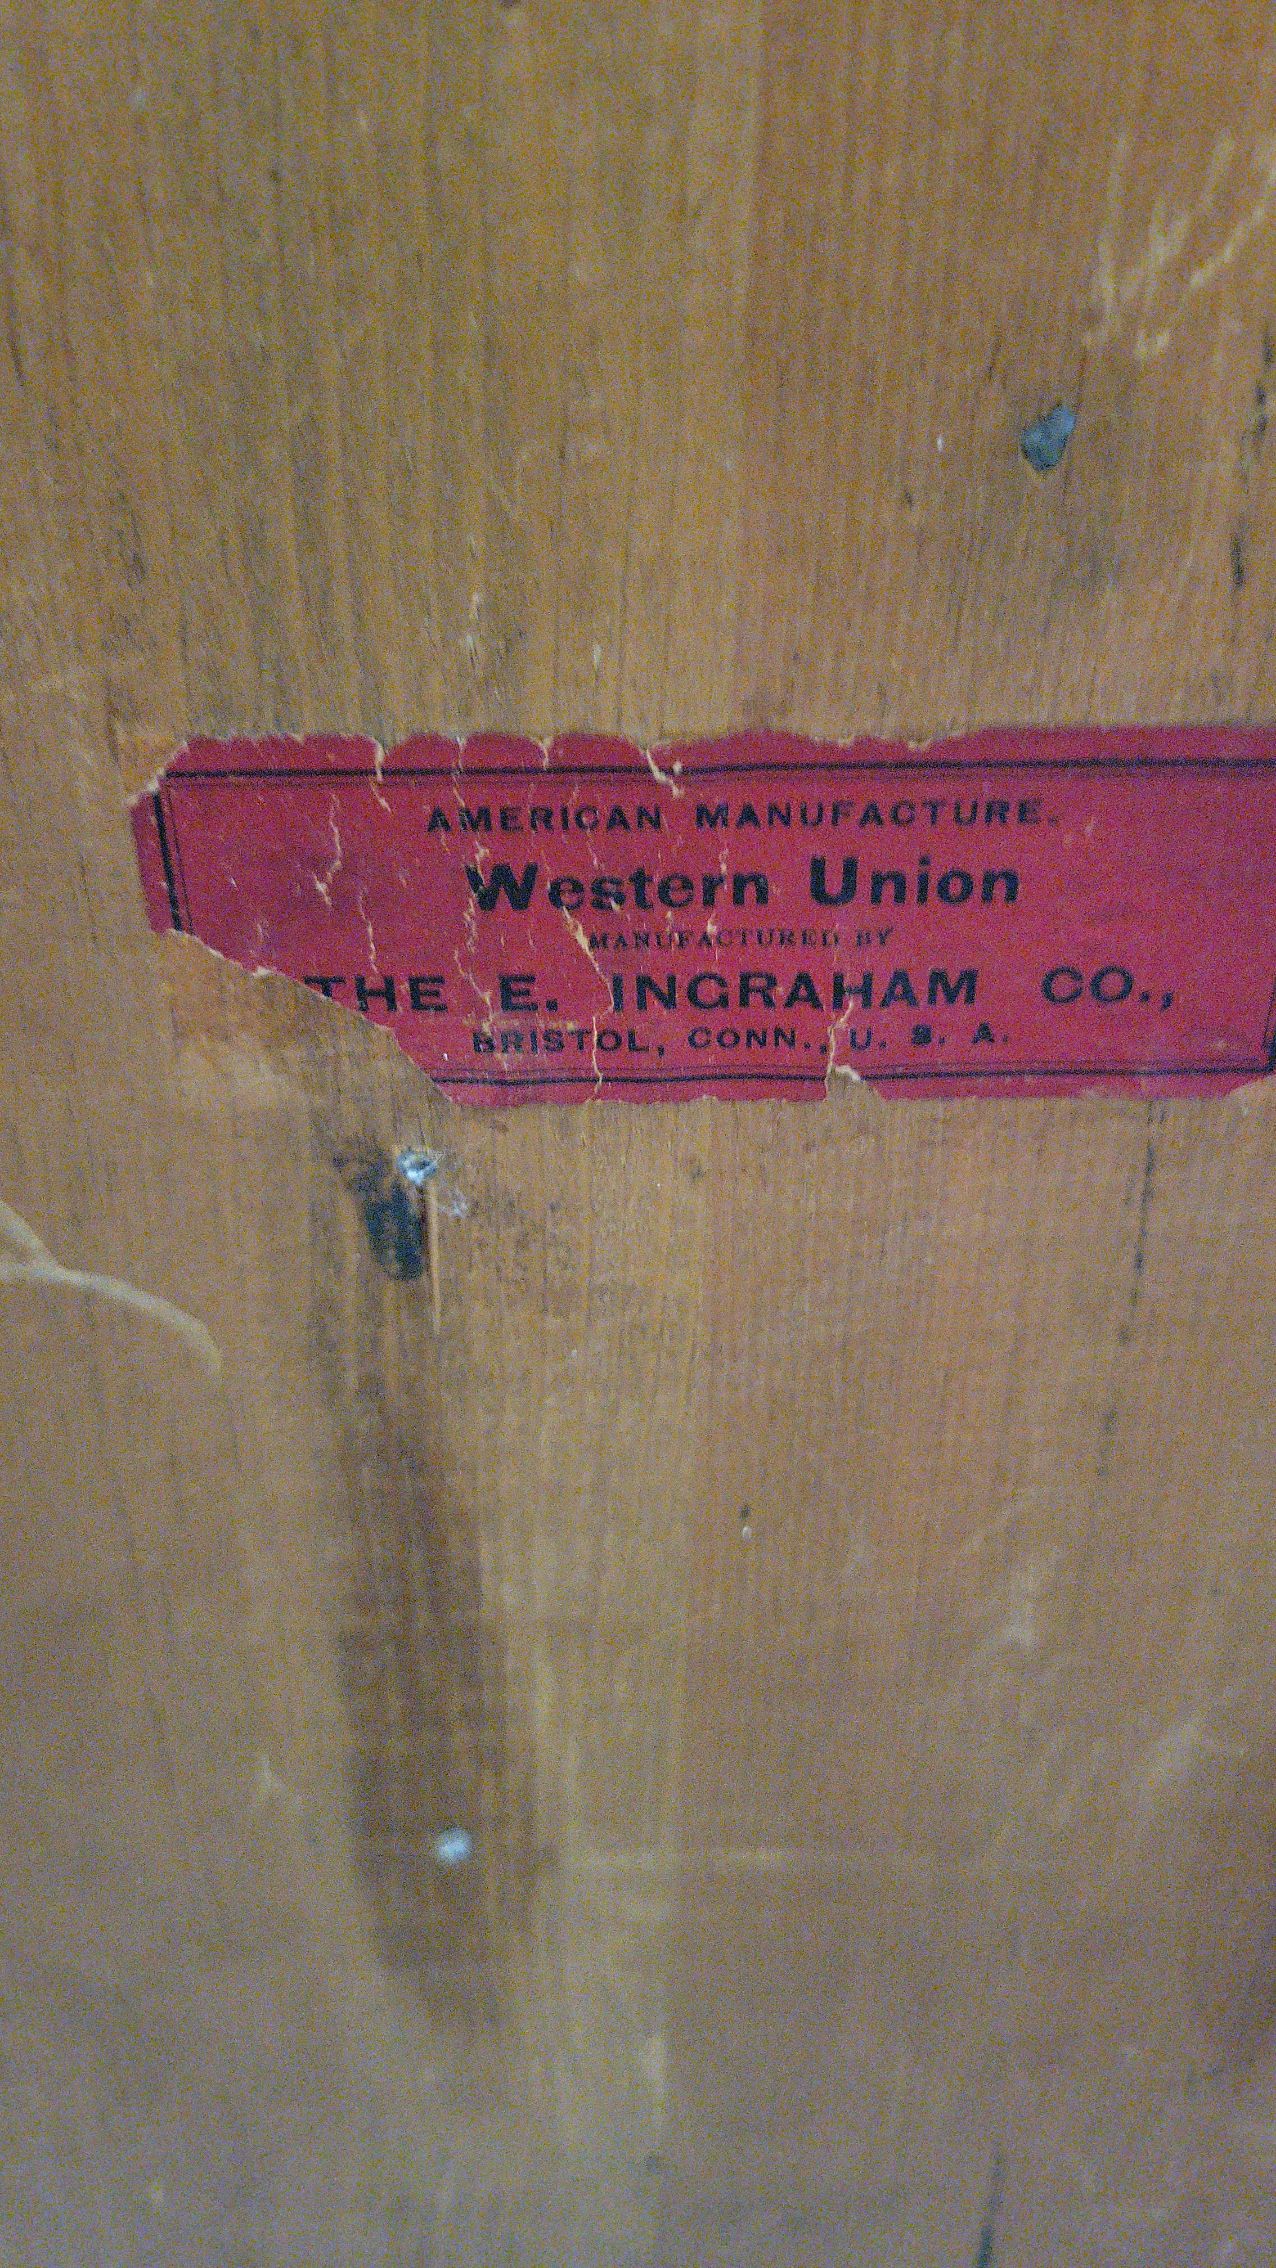 AMERICAN MANUFACTURE.
Western Union
MANUFACTURED BY
THE E. INGRAHAM CO.,
BRISTOL, CONN., U. S. A.